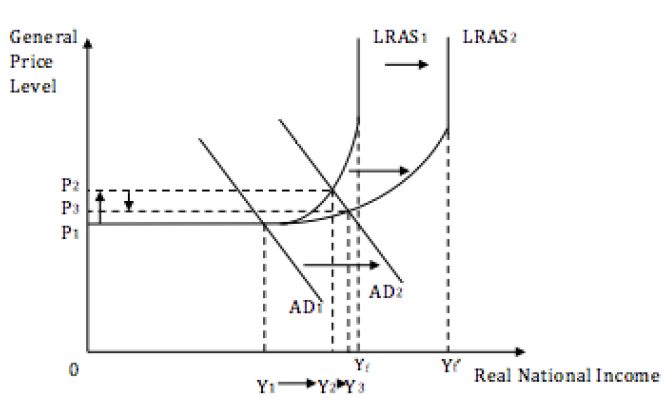 General
Price
Level
LRAS1
LRAS2
P2
P3
P1
AD1
AD2
0
Yf
Yf'
Y1
Y2
Y3
Real National Income